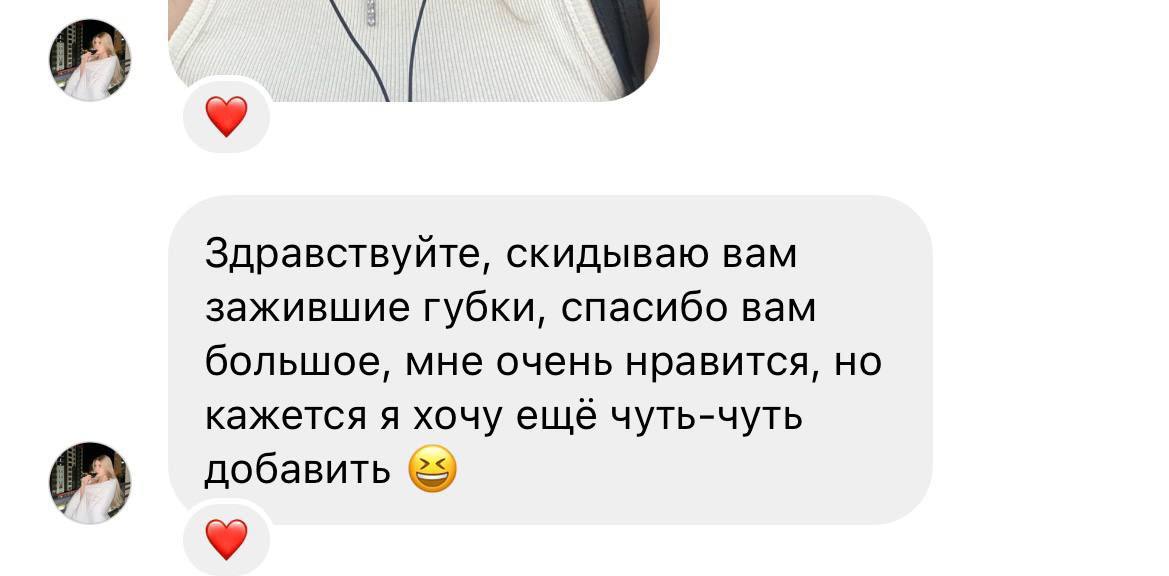 Здравствуйте, скидываю вам
зажившие губки, спасибо вам
большое, мне очень нравится, но
кажется я хочу ещё чуть-чуть
добавить 😆